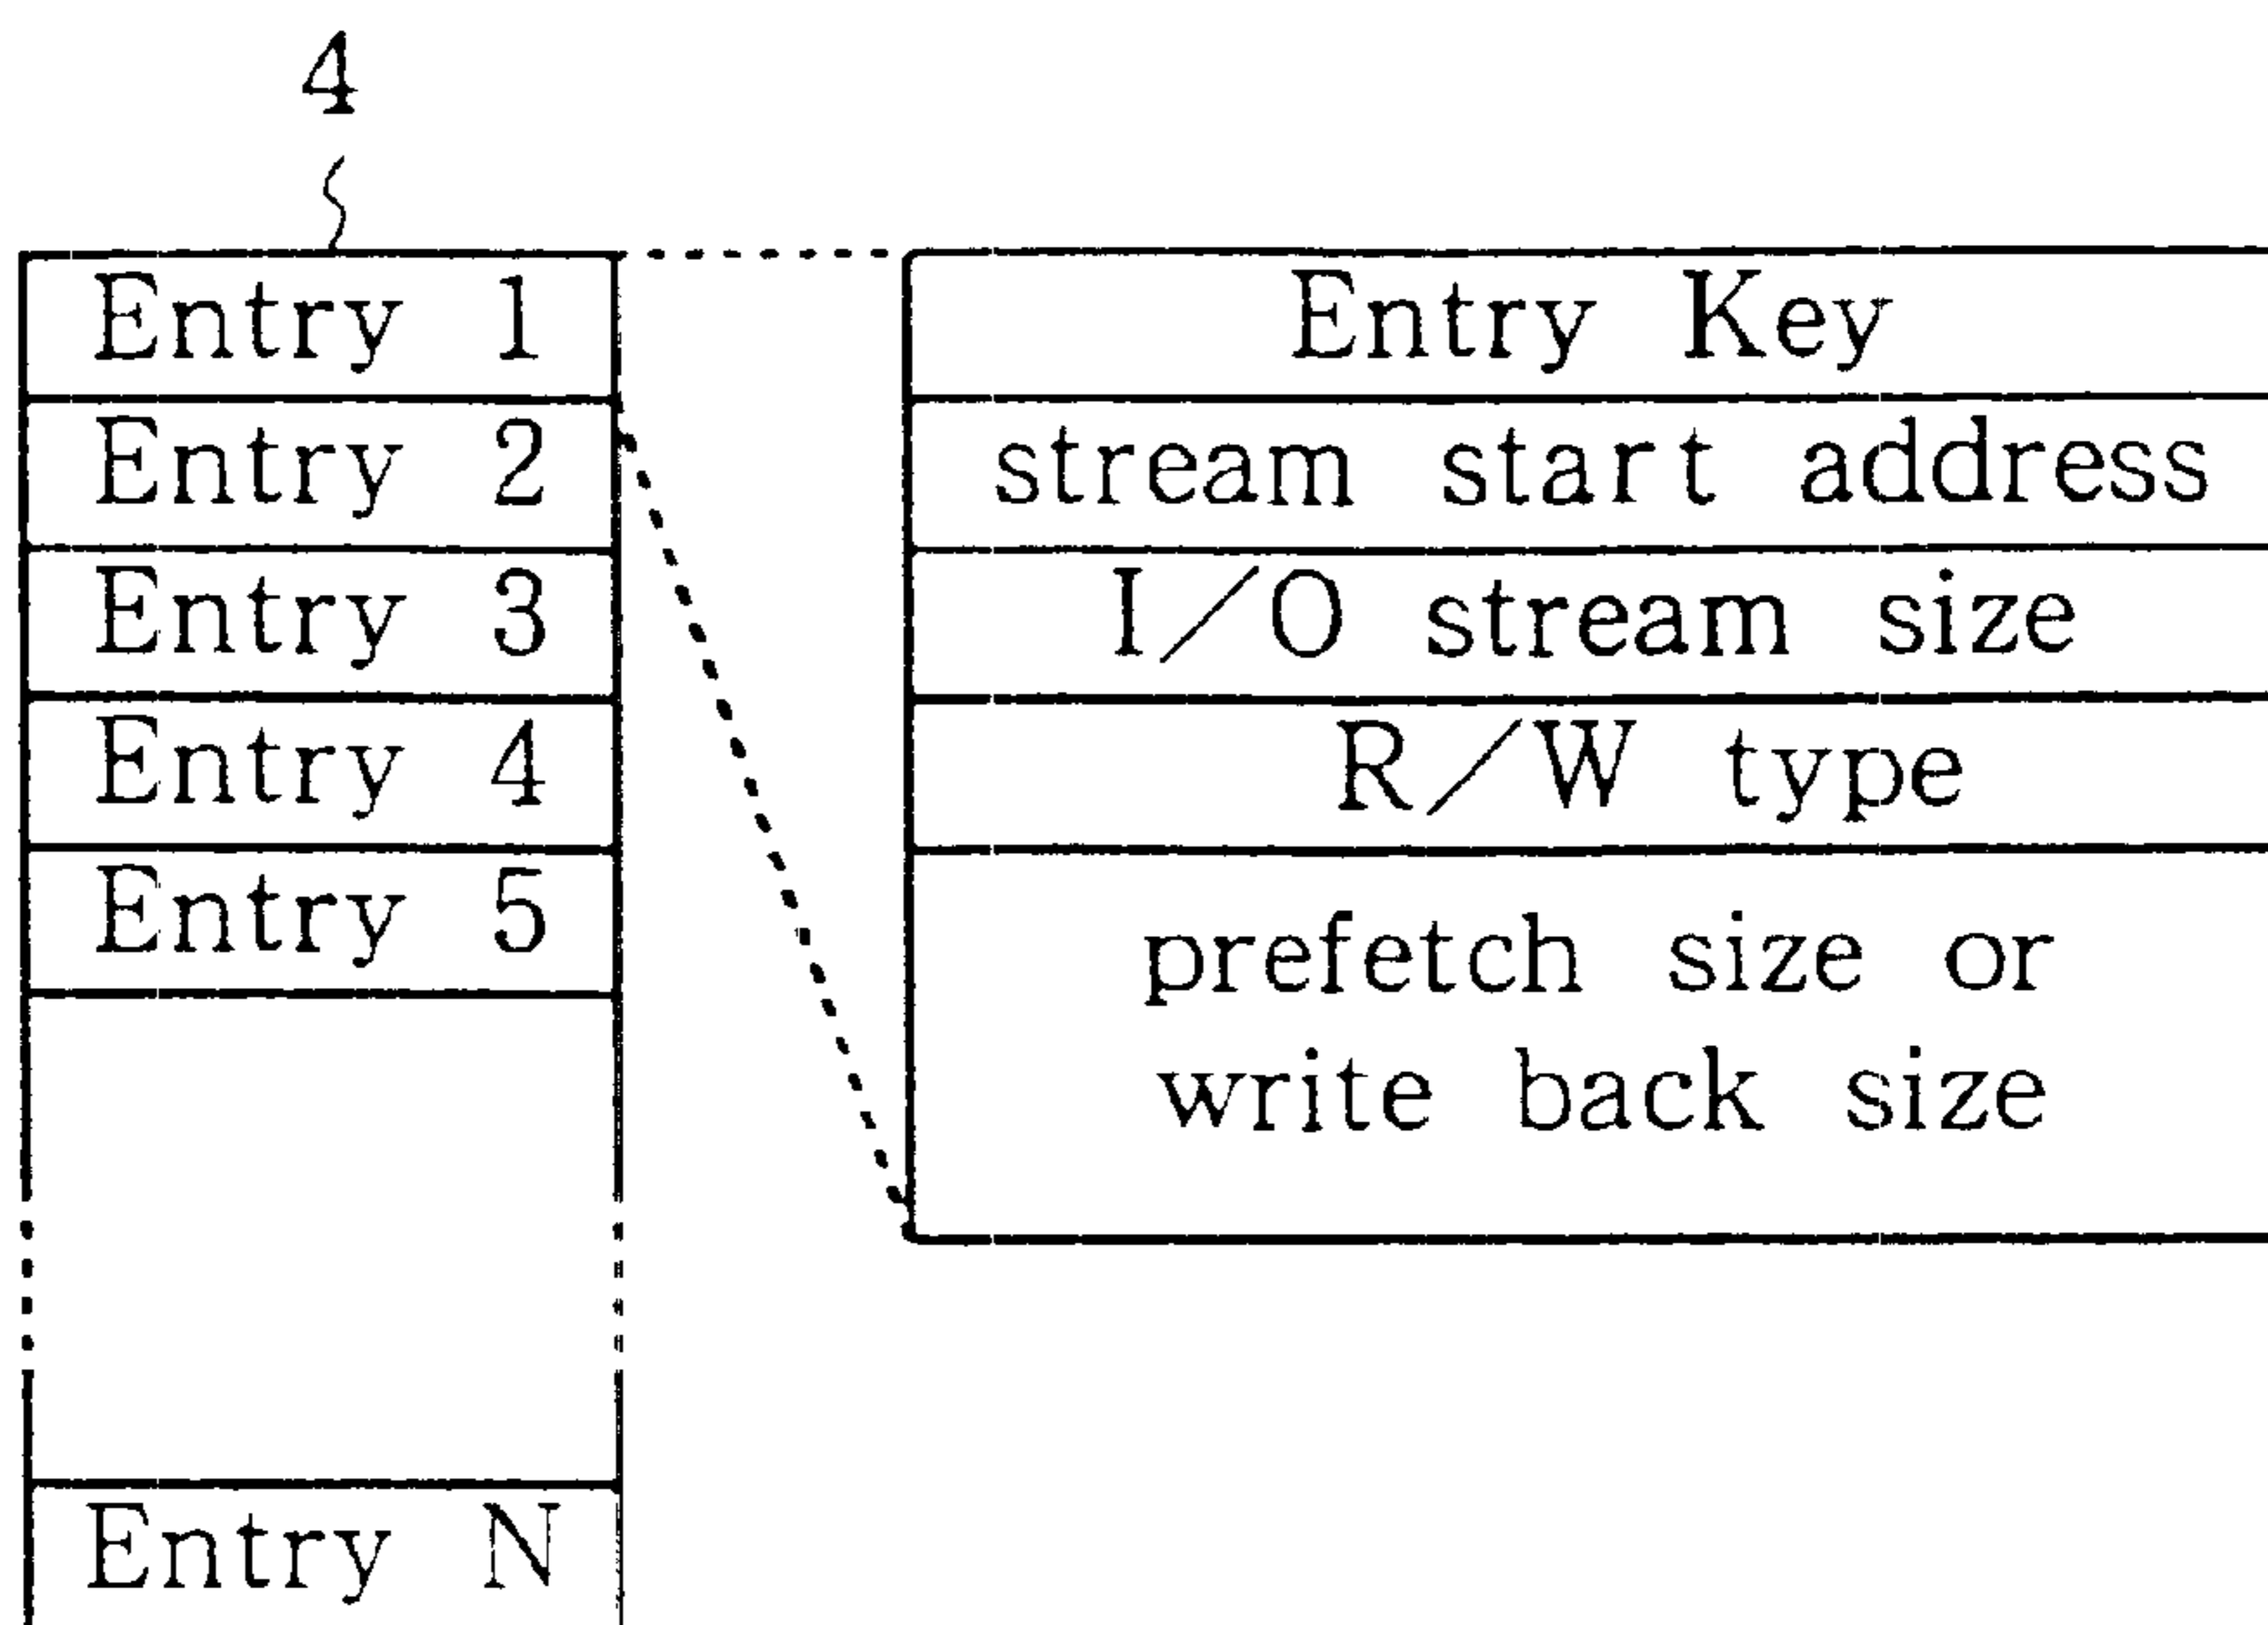 4
Entry 1
Entry 2
Entry 3
Entry 4
Entry 5
Entry N
Entry Key
stream start address
I/O stream size
R/W type
prefetch size or
write back size